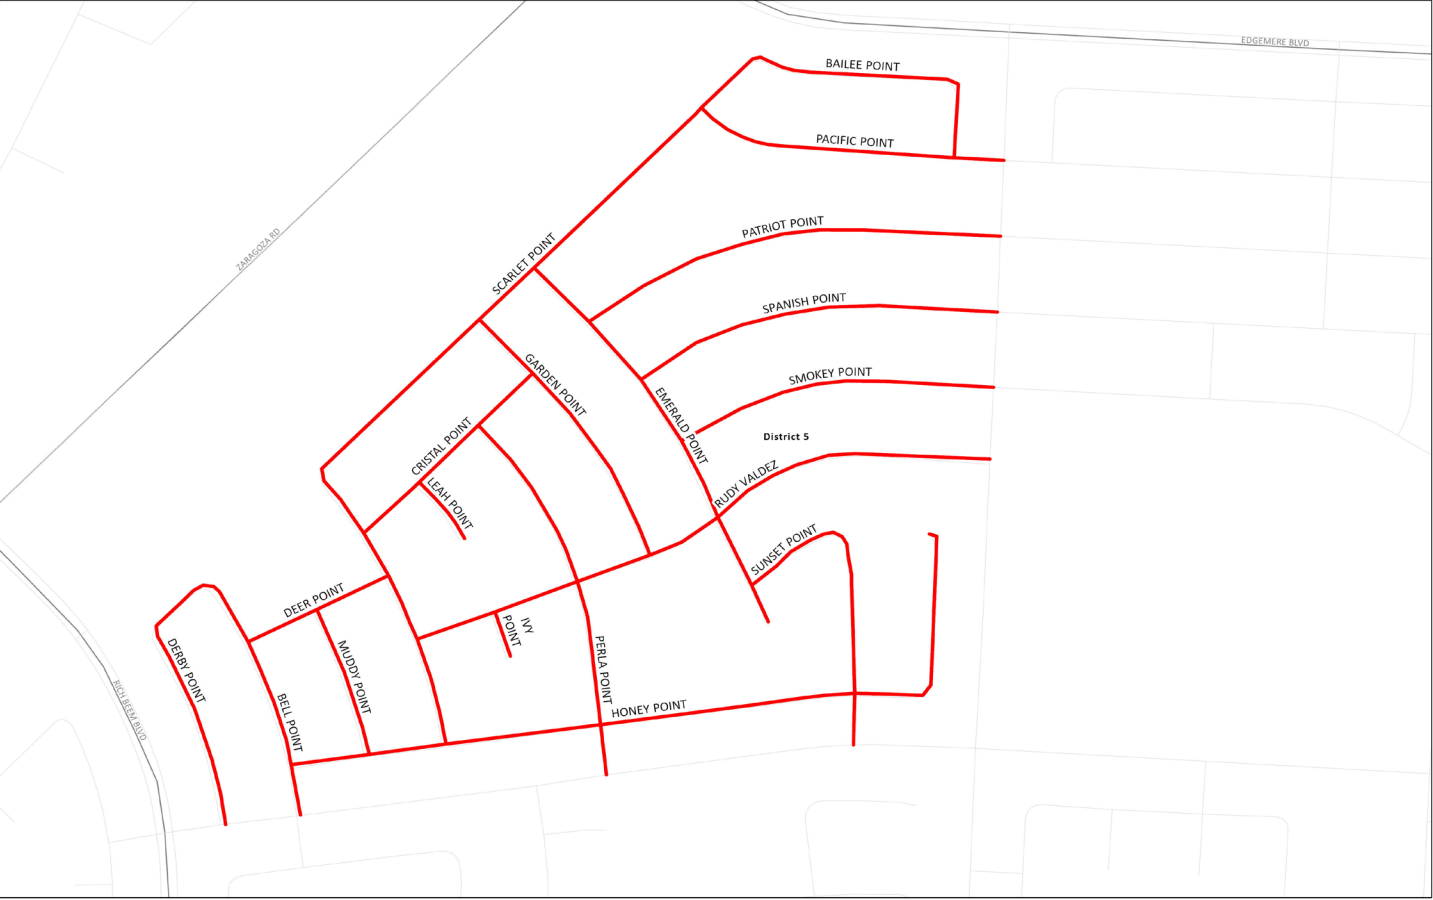 EDGEMERE BLVD
BAILEE POINT
PACIFIC POINT
PATRIOT POINT
ZARAGOZA RD
SCARLET POINT
SPANISH POINT
GARDEN POINT
SMOKEY POINT
EMERALD POINT
CRISTAL POINT
District 5
LEAH POINT
RUDY VALDEZ
SUNSET POINT
DEER POINT
IVY
POINT
DERBY POINT
MUDDY POINT
PERLA POINT
RICH BEEM BLVD
BELL POINT
HONEY POINT